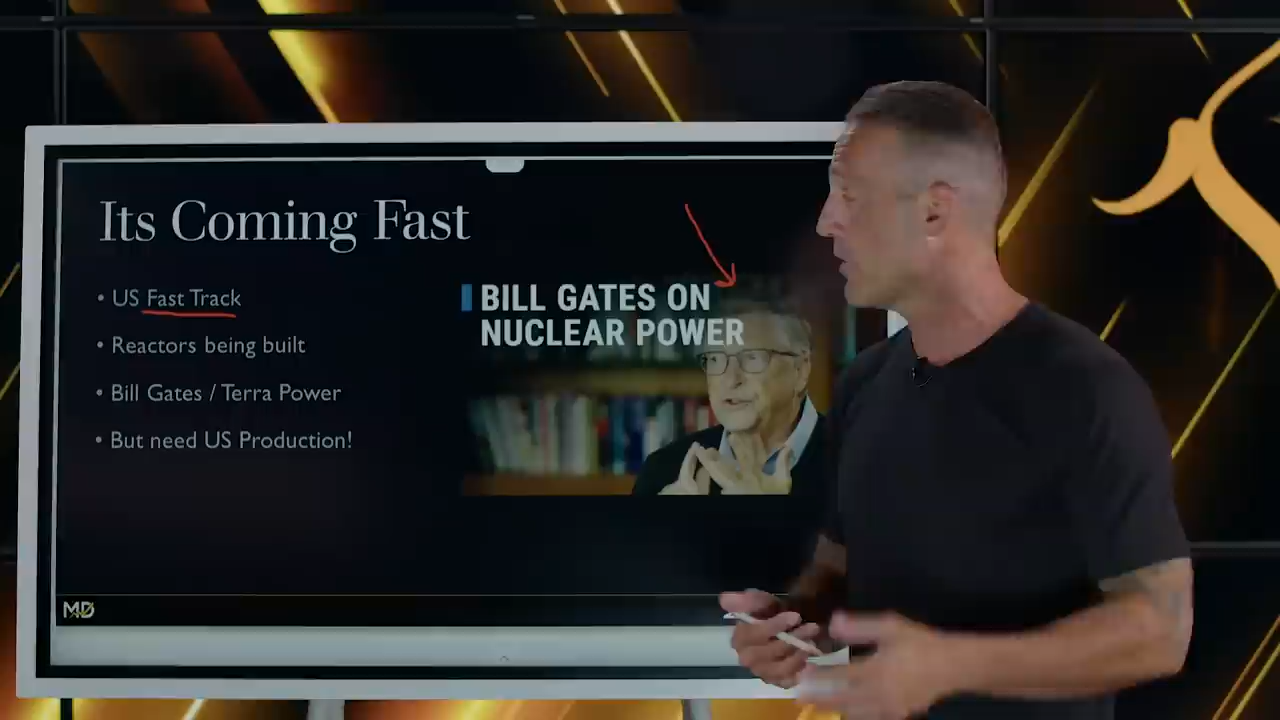 Its Coming Fast
• US Fast Track
• Reactors being built
• Bill Gates / Terra Power
• But need US Production!
BILL GATES ON
NUCLEAR POWER
MD